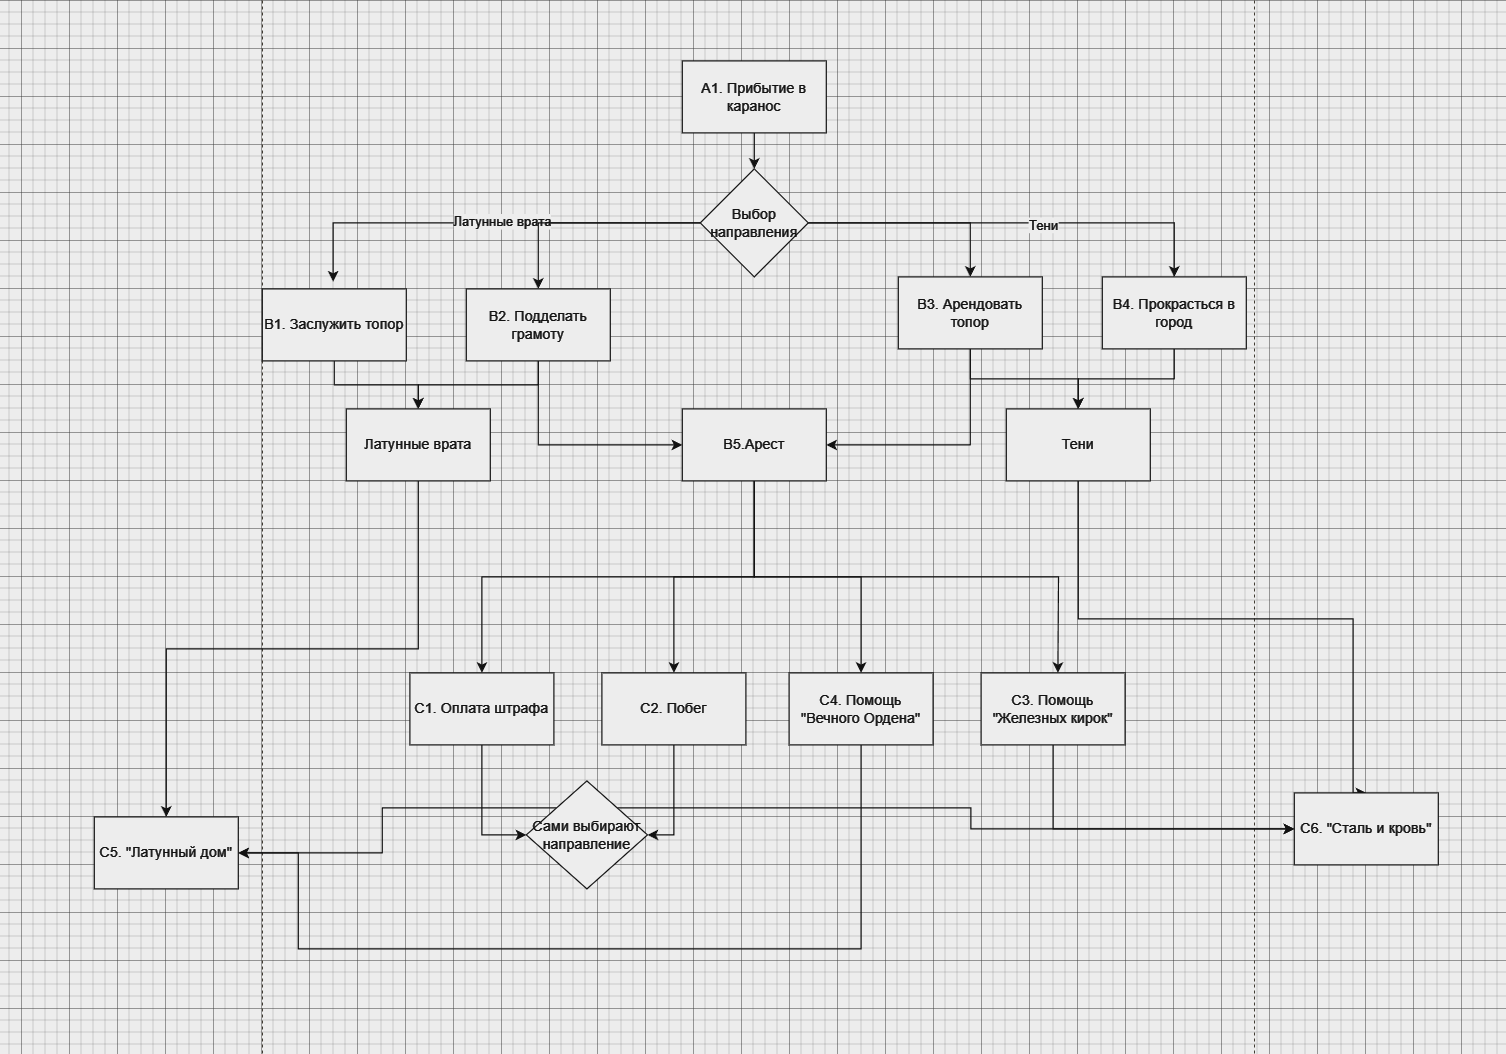 A1. Прибытие в
каранос
Выбор
направления
Латунные врата
Тени
B1. Заслужить топор
B2. Подделать
грамоту
B3. Арендовать
топор
B4. Прокрасться в
город
Латунные врата
B5.Арест
Тени
C1. Оплата штрафа
C2. Побег
C4. Помощь
"Вечного Ордена"
C3. Помощь
"Железных кирок"
Сами выбирают
направление
C5. "Латунный дом"
C6. "Сталь и кровь"